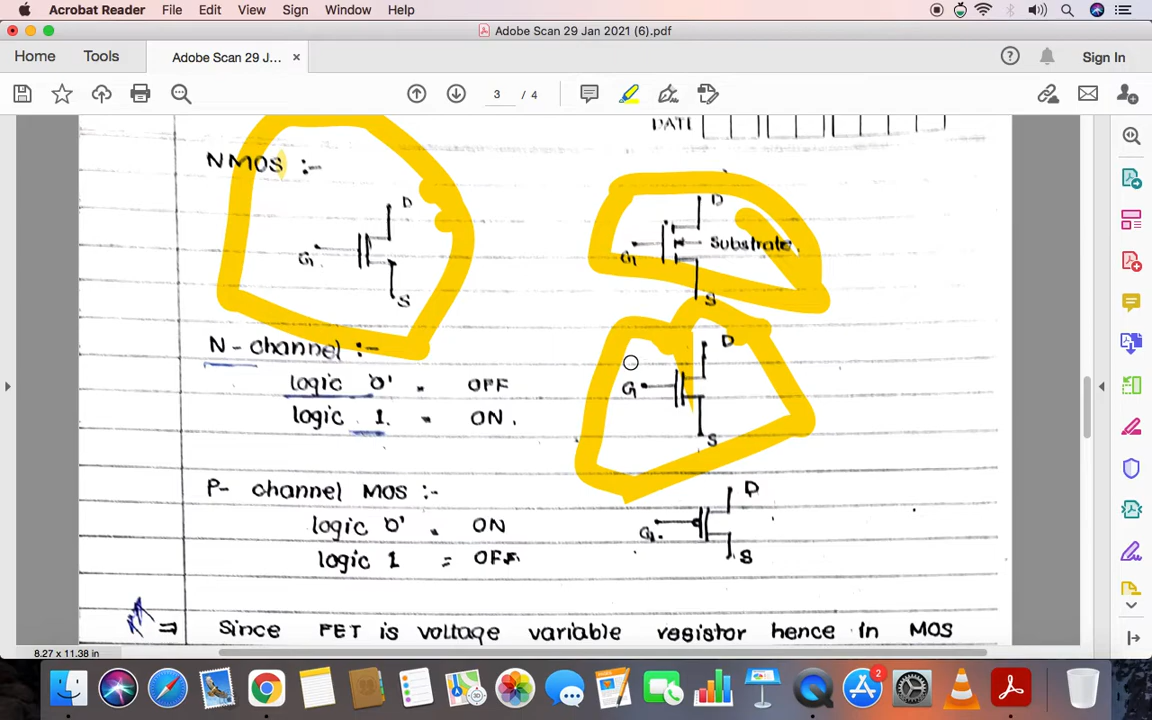 Acrobat Reader File Edit View Sign Window Help
Adobe Scan 29 Jan 2021 (6).pdf
Home Tools Adobe Scan 29 J... × Sign In
3 / 4
DATE
NMOS :-
D
G
S
D
G
Substrate
S
N - channel :-
logic '0' = OFF
logic 1. = ON.
D
G
S
P- channel MOS :-
logic '0' = ON
logic 1 = OFF
D
G
S
⇒ Since FET is voltage variable registor hence in MOS
8.27 x 11.38 in
2